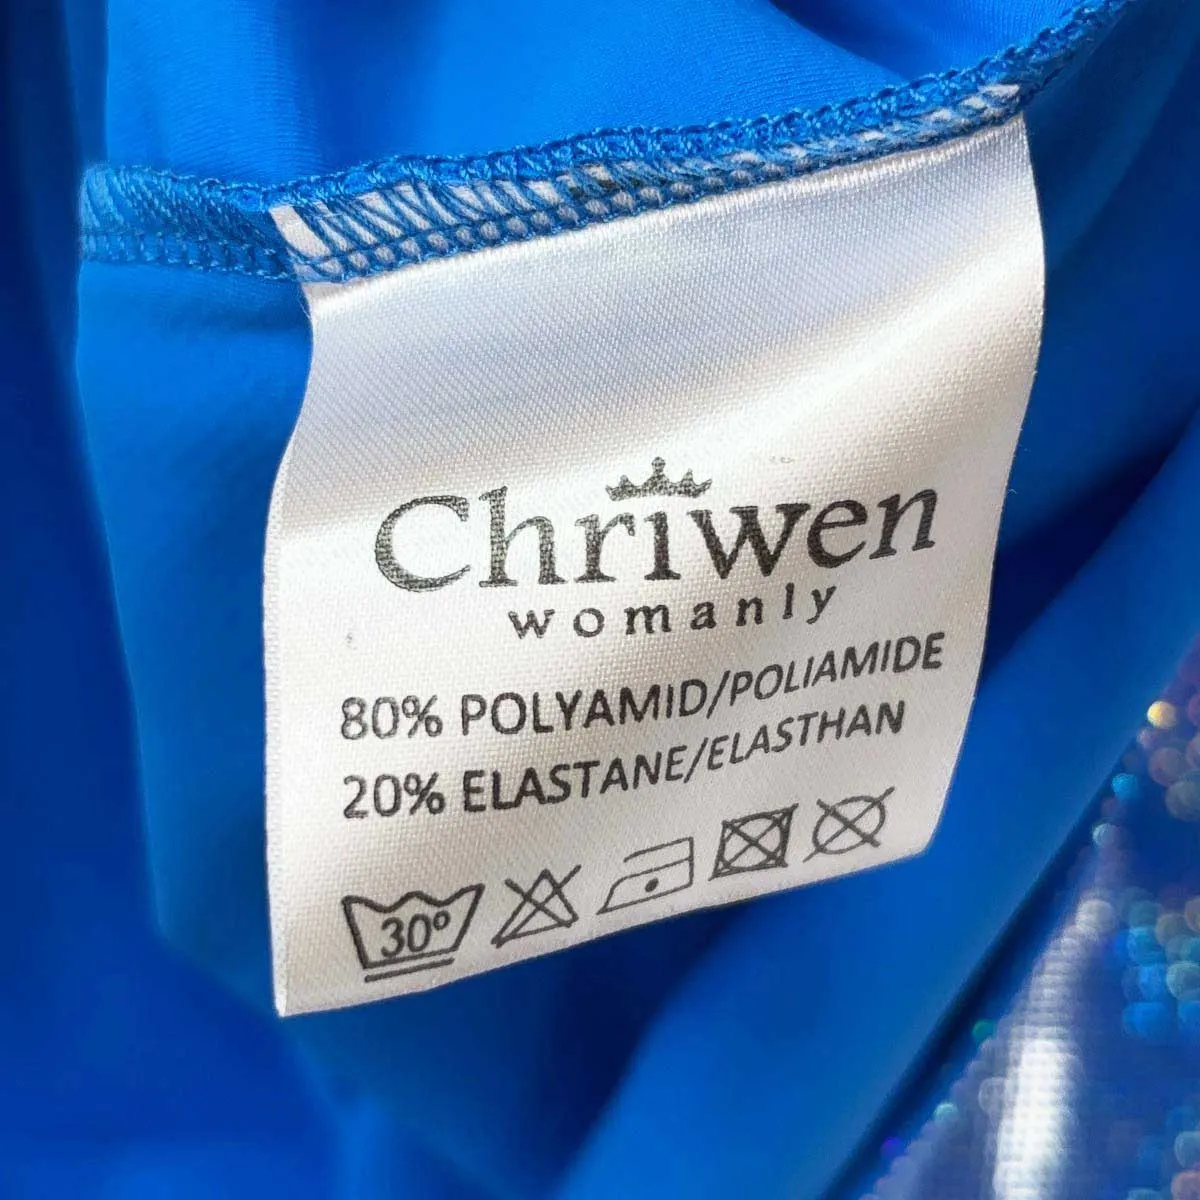 Chriwen
womanly
80% POLYAMID/POLIAMIDE
20% ELASTANE/ELASTHAN
30°